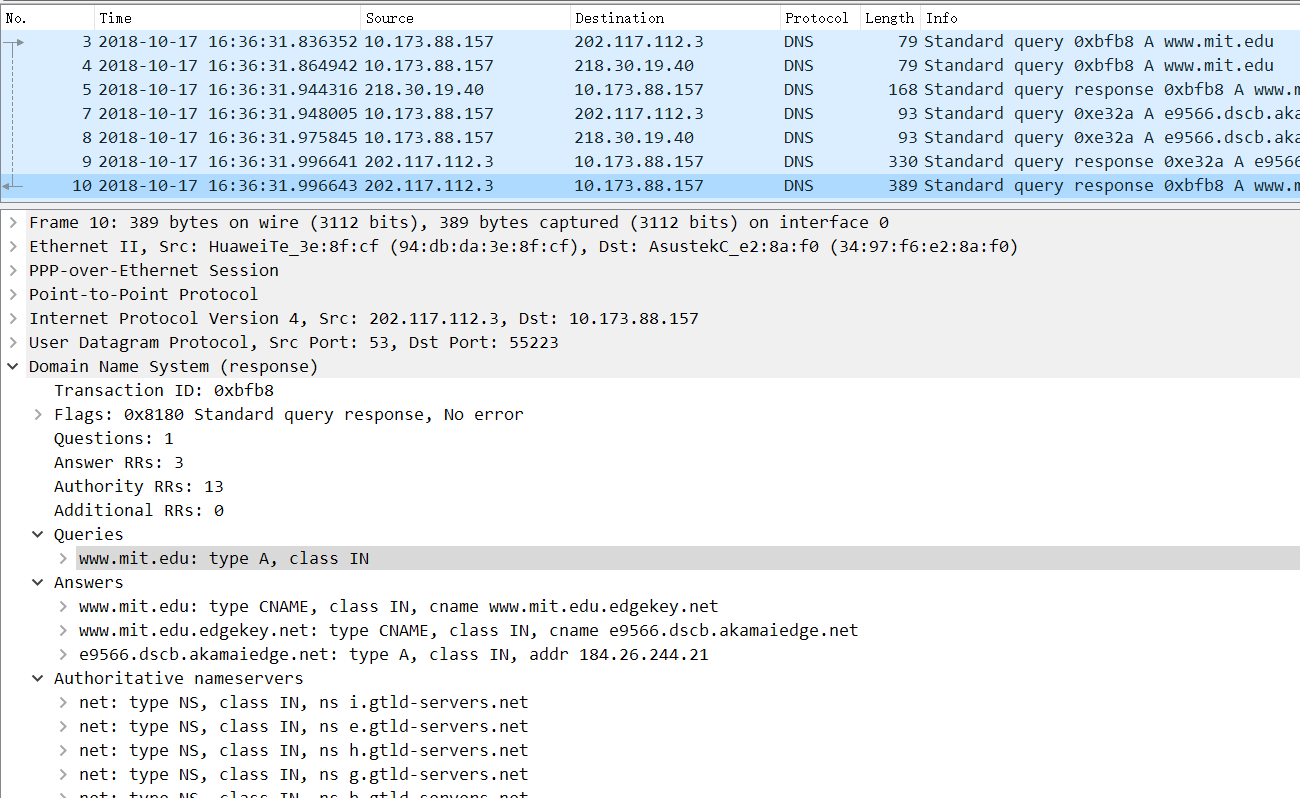 No. Time Source Destination Protocol Length Info
3 2018-10-17 16:36:31.836352 10.173.88.157 202.117.112.3 DNS 79 Standard query 0xbfb8 A www.mit.edu
4 2018-10-17 16:36:31.864942 10.173.88.157 218.30.19.40 DNS 79 Standard query 0xbfb8 A www.mit.edu
5 2018-10-17 16:36:31.944316 218.30.19.40 10.173.88.157 DNS 168 Standard query response 0xbfb8 A www.m
7 2018-10-17 16:36:31.948005 10.173.88.157 202.117.112.3 DNS 93 Standard query 0xe32a A e9566.dscb.aka
8 2018-10-17 16:36:31.975845 10.173.88.157 218.30.19.40 DNS 93 Standard query 0xe32a A e9566.dscb.aka
9 2018-10-17 16:36:31.996641 202.117.112.3 10.173.88.157 DNS 330 Standard query response 0xe32a A e9566
10 2018-10-17 16:36:31.996643 202.117.112.3 10.173.88.157 DNS 389 Standard query response 0xbfb8 A www.m
Frame 10: 389 bytes on wire (3112 bits), 389 bytes captured (3112 bits) on interface 0
Ethernet II, Src: HuaweiTe_3e:8f:cf (94:db:da:3e:8f:cf), Dst: AsustekC_e2:8a:f0 (34:97:f6:e2:8a:f0)
PPP-over-Ethernet Session
Point-to-Point Protocol
Internet Protocol Version 4, Src: 202.117.112.3, Dst: 10.173.88.157
User Datagram Protocol, Src Port: 53, Dst Port: 55223
Domain Name System (response)
Transaction ID: 0xbfb8
Flags: 0x8180 Standard query response, No error
Questions: 1
Answer RRs: 3
Authority RRs: 13
Additional RRs: 0
Queries
www.mit.edu: type A, class IN
Answers
www.mit.edu: type CNAME, class IN, cname www.mit.edu.edgekey.net
www.mit.edu.edgekey.net: type CNAME, class IN, cname e9566.dscb.akamaiedge.net
e9566.dscb.akamaiedge.net: type A, class IN, addr 184.26.244.21
Authoritative nameservers
net: type NS, class IN, ns i.gtld-servers.net
net: type NS, class IN, ns e.gtld-servers.net
net: type NS, class IN, ns h.gtld-servers.net
net: type NS, class IN, ns g.gtld-servers.net
net: type NS, class IN, ns